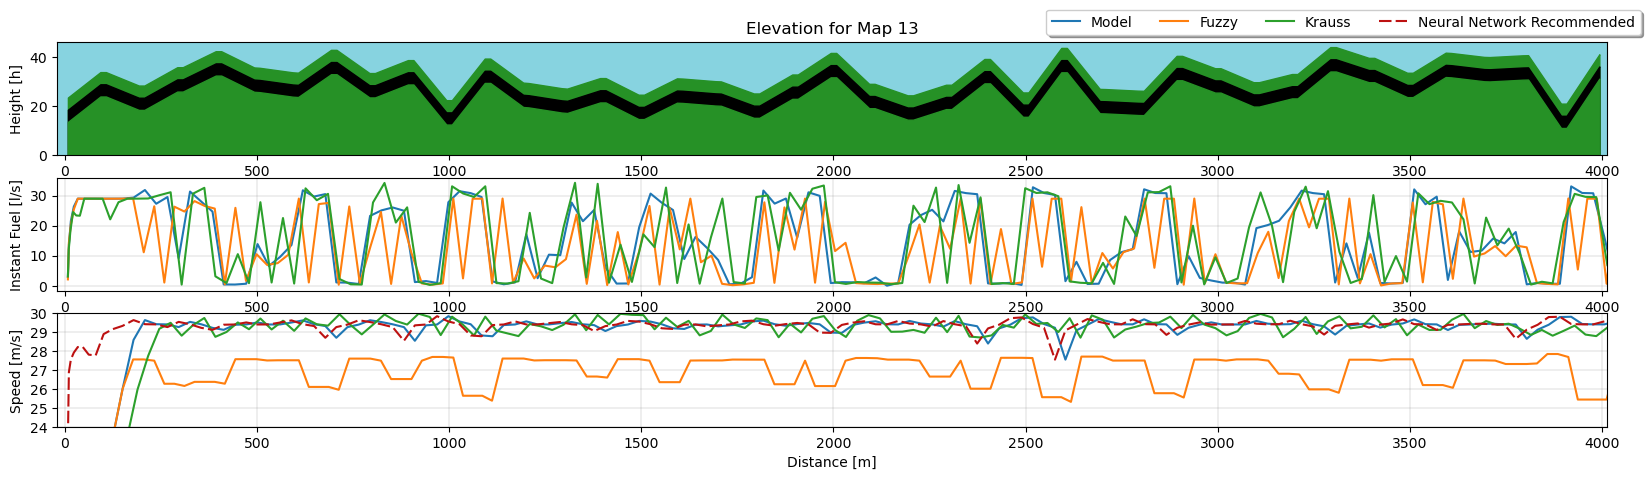 Elevation for Map 13
Model Fuzzy Krauss Neural Network Recommended
Height [h]
40
20
0
0 500 1000 1500 2000 2500 3000 3500 4000
Instant Fuel [l/s]
30
20
10
0
0 500 1000 1500 2000 2500 3000 3500 4000
Speed [m/s]
30
29
28
27
26
25
24
0 500 1000 1500 2000 2500 3000 3500 4000
Distance [m]